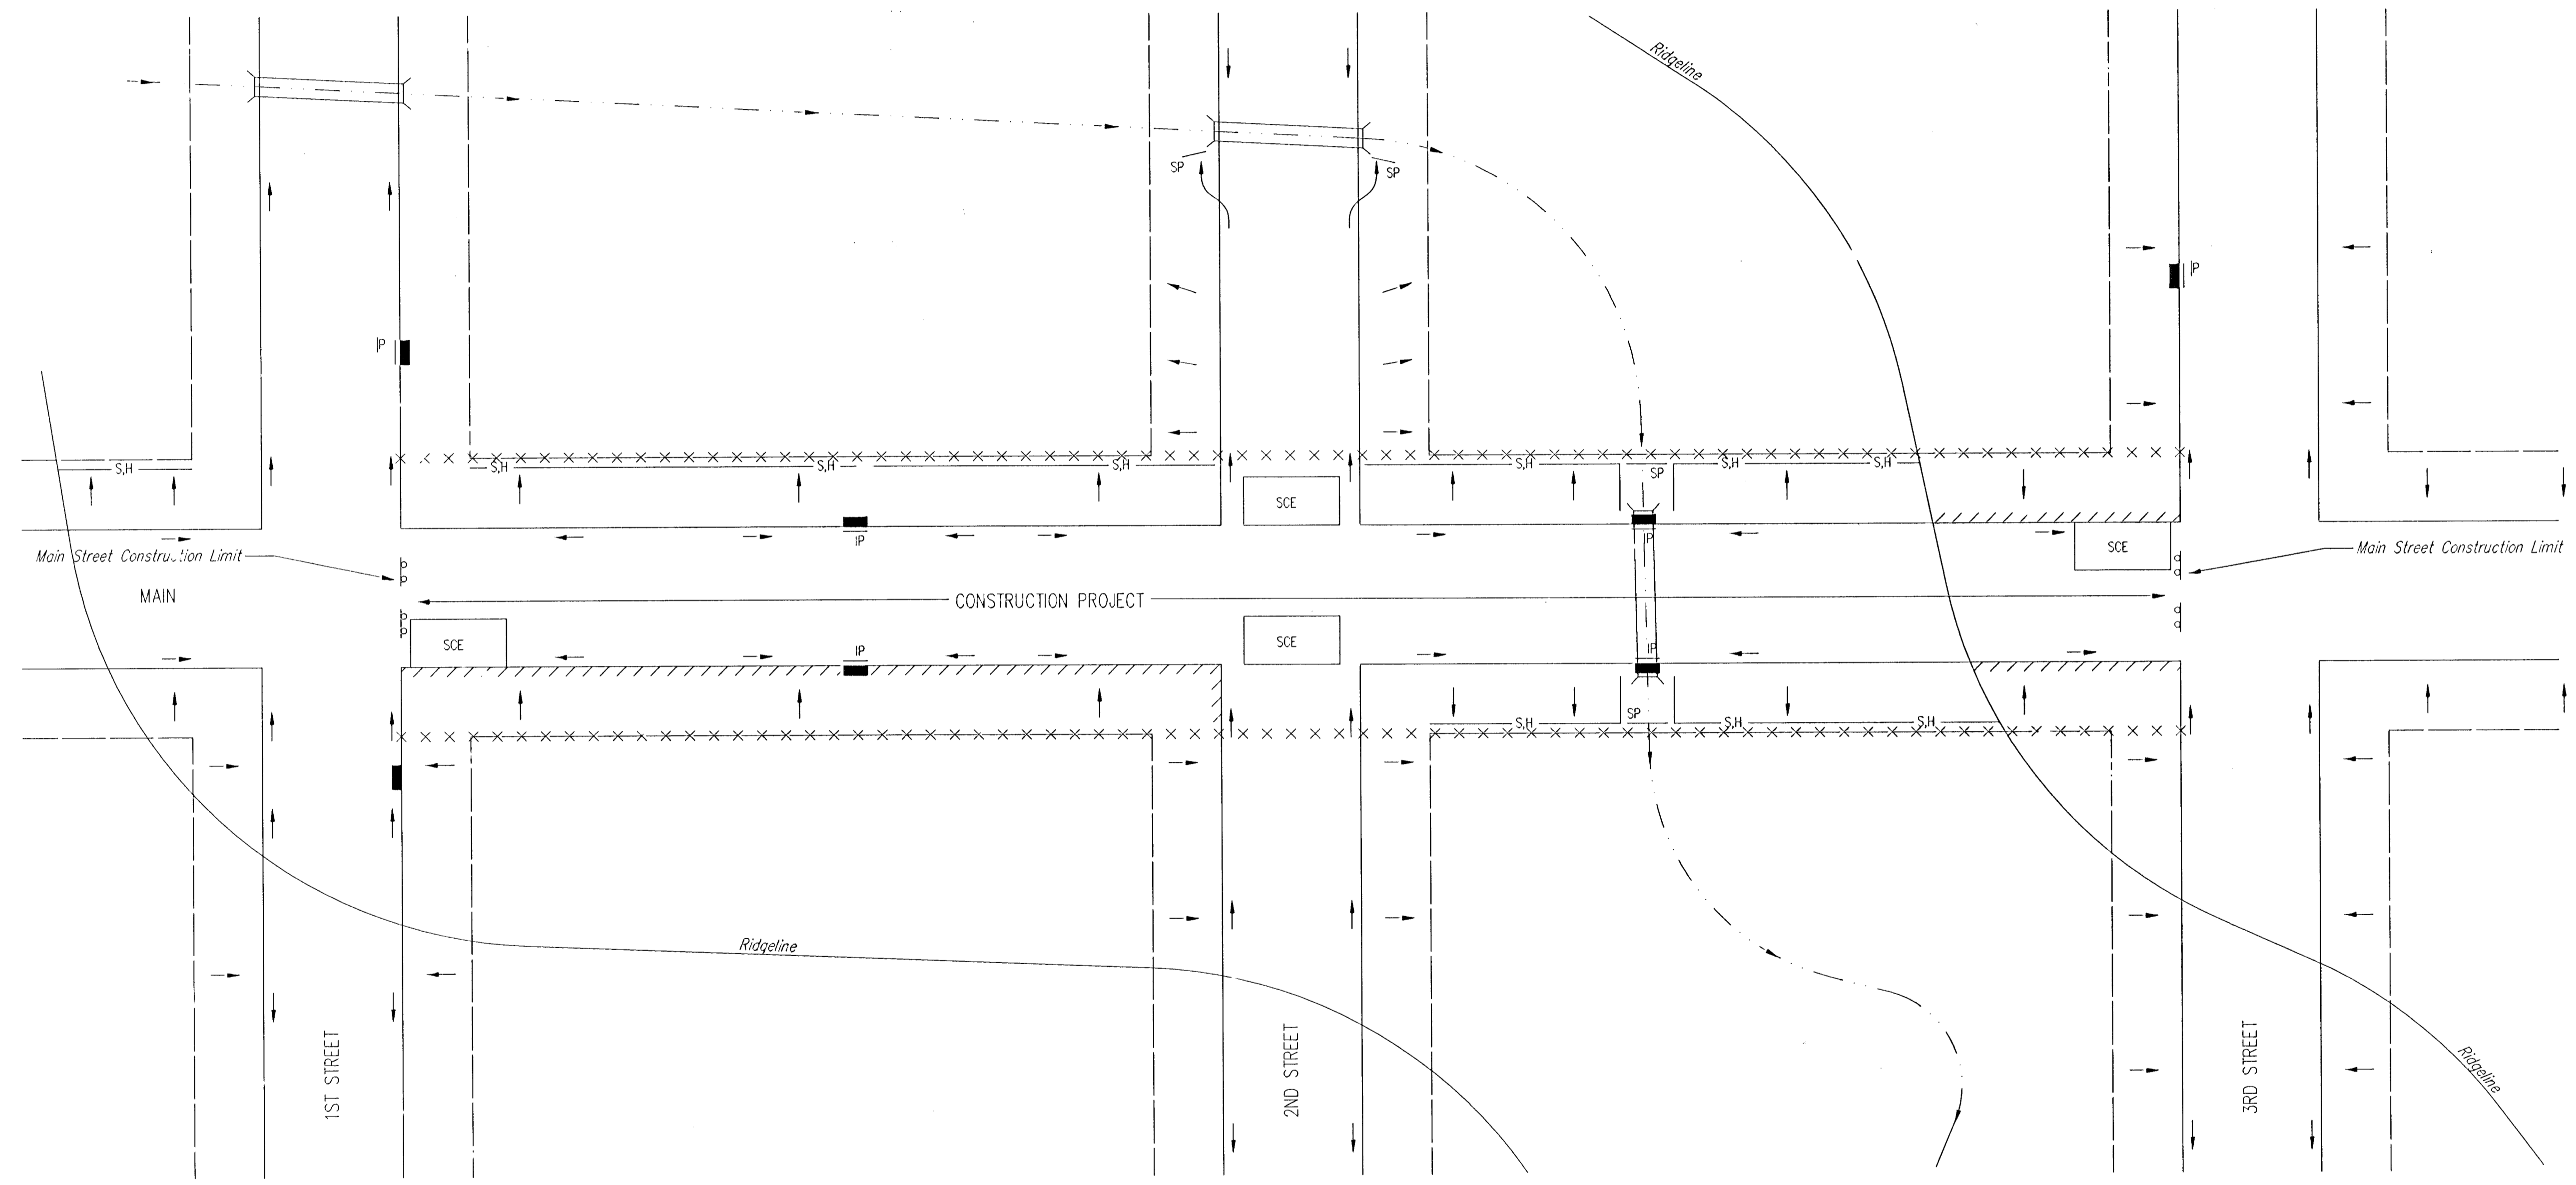 Ridgeline
SP
SP
IP
IP
S,H
S,H
S,H
S,H
S,H
S,H
S,H
SP
SCE
IP
IP
SCE
Main Street Construction Limit
Main Street Construction Limit
MAIN
CONSTRUCTION PROJECT
SCE
IP
SCE
IP
SP
S,H
S,H
S,H
Ridgeline
1ST STREET
2ND STREET
3RD STREET
Ridgeline